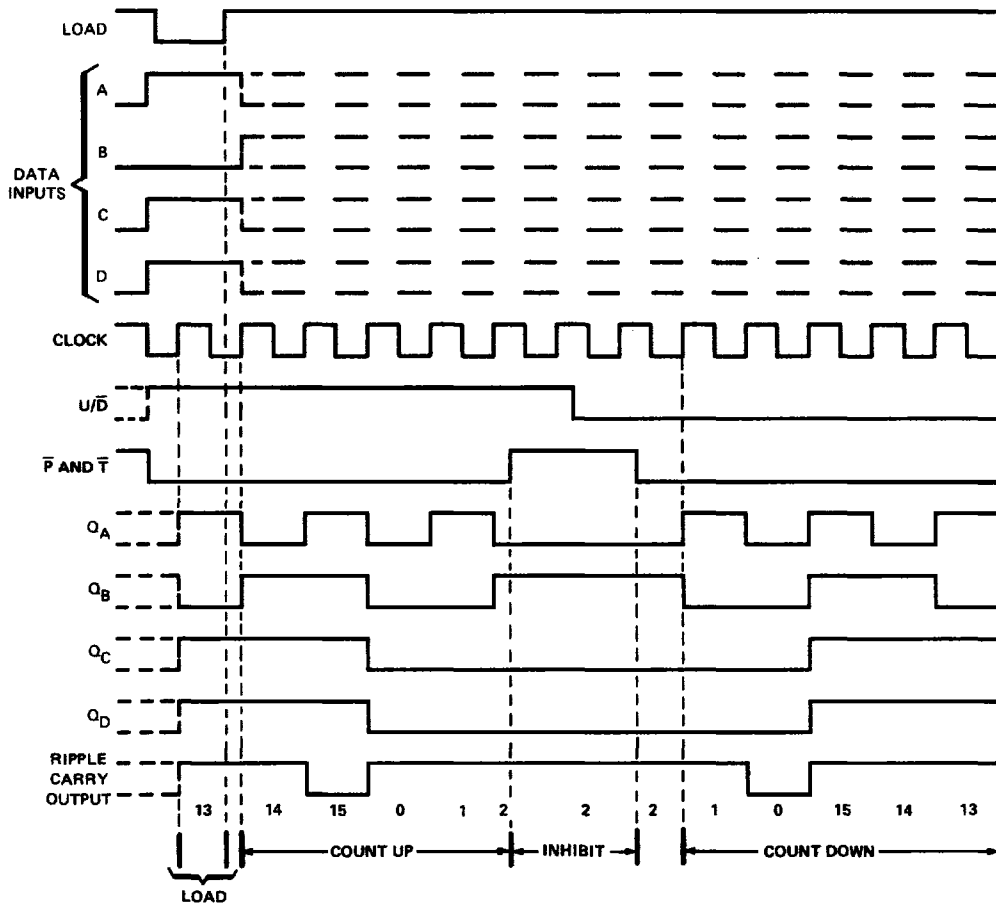 LOAD
A
B
DATA
INPUTS
C
D
CLOCK
U/D̅
P̅ AND T̅
QA
QB
QC
QD
RIPPLE
CARRY
OUTPUT
13 14 15 0 1 2 2 2 1 0 15 14 13
COUNT UP INHIBIT COUNT DOWN
LOAD